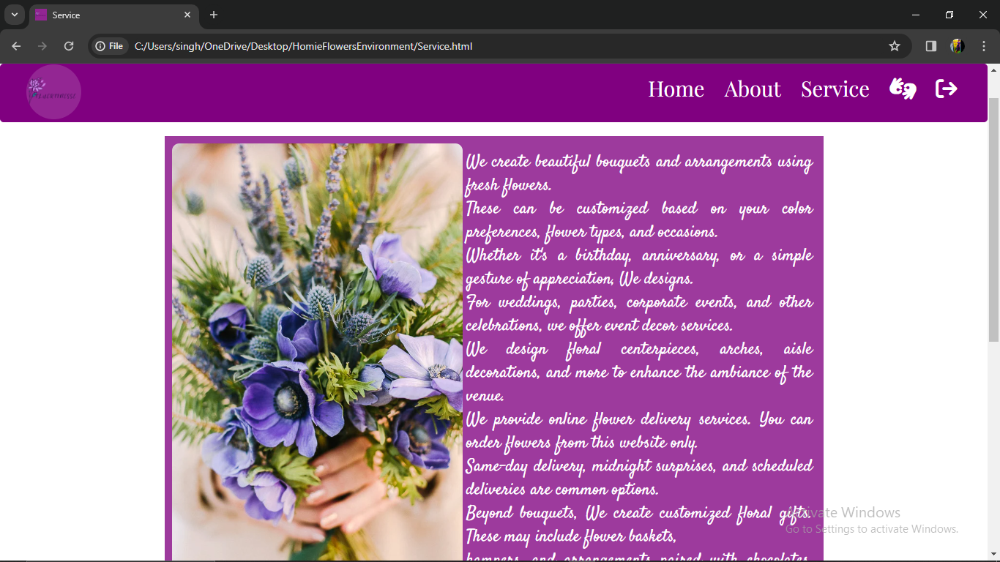 Service
File
C:/Users/singh/OneDrive/Desktop/HomieFlowersEnvironment/Service.html
Home About Service
We create beautiful bouquets and arrangements using
fresh flowers.
These can be customized based on your color
preferences, flower types, and occasions.
Whether it's a birthday, anniversary, or a simple
gesture of appreciation, We designs.
For weddings, parties, corporate events, and other
celebrations, we offer event decor services.
We design floral centerpieces, arches, aisle
decorations, and more to enhance the ambiance of the
venue.
We provide online flower delivery services. You can
order flowers from this website only.
Same-day delivery, midnight surprises, and scheduled
deliveries are common options.
Beyond bouquets, We create customized floral gifts.
These may include flower baskets,
hampers, and arrangements paired with chocolates,
Activate Windows
Go to Settings to activate Windows.